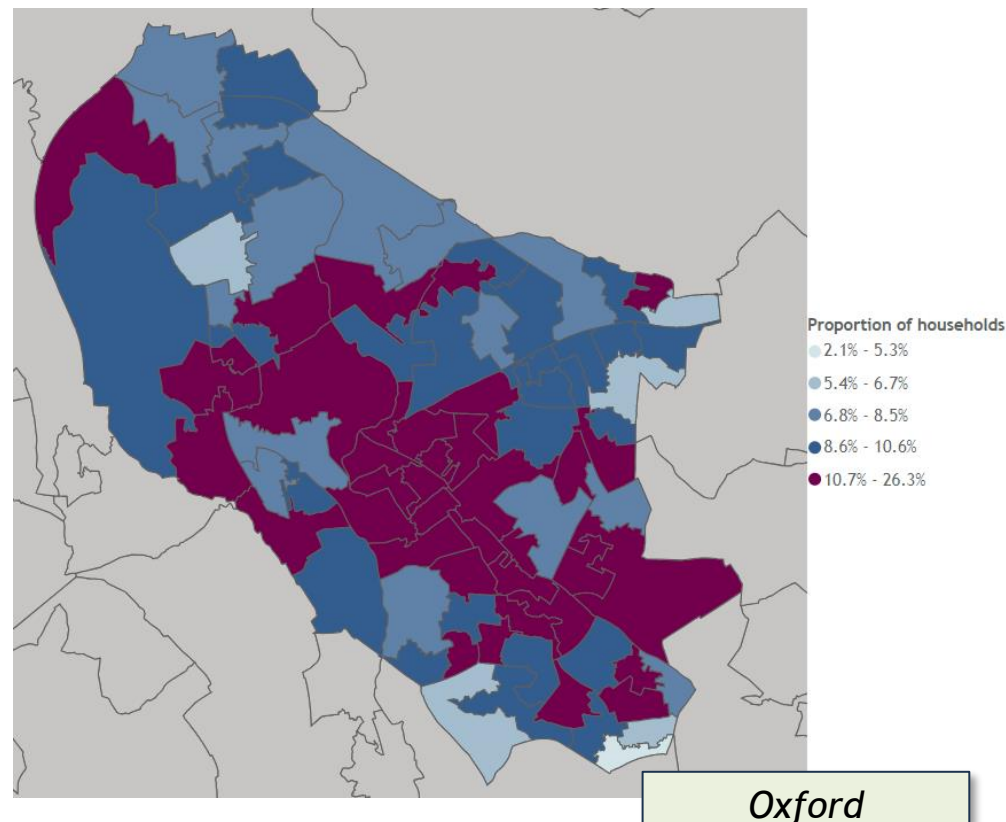 Proportion of households
2.1% - 5.3%
5.4% - 6.7%
6.8% - 8.5%
8.6% - 10.6%
10.7% - 26.3%
Oxford